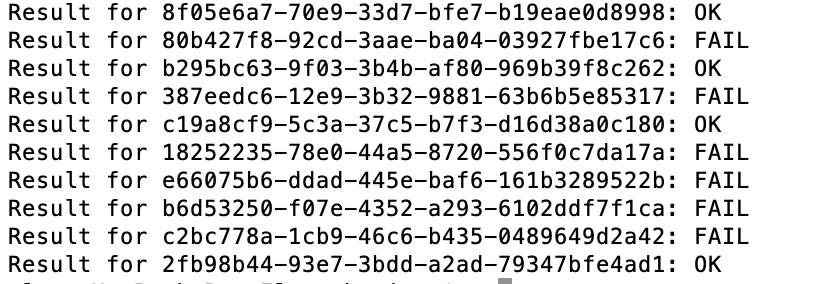 Result for 8f05e6a7-70e9-33d7-bfe7-b19eae0d8998: OK
Result for 80b427f8-92cd-3aae-ba04-03927fbe17c6: FAIL
Result for b295bc63-9f03-3b4b-af80-969b39f8c262: OK
Result for 387eedc6-12e9-3b32-9881-63b6b5e85317: FAIL
Result for c19a8cf9-5c3a-37c5-b7f3-d16d38a0c180: OK
Result for 18252235-78e0-44a5-8720-556f0c7da17a: FAIL
Result for e66075b6-ddad-445e-baf6-161b3289522b: FAIL
Result for b6d53250-f07e-4352-a293-6102ddf7f1ca: FAIL
Result for c2bc778a-1cb9-46c6-b435-0489649d2a42: FAIL
Result for 2fb98b44-93e7-3bdd-a2ad-79347bfe4ad1: OK